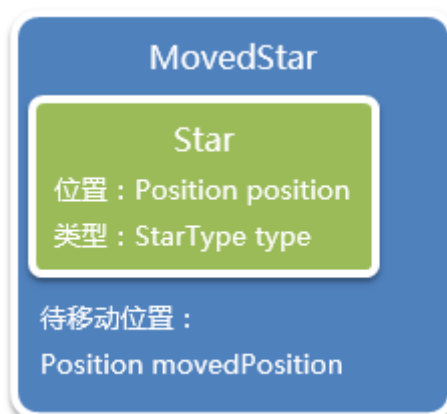 MovedStar
Star
位置：Position position
类型：StarType type
待移动位置：
Position movedPosition